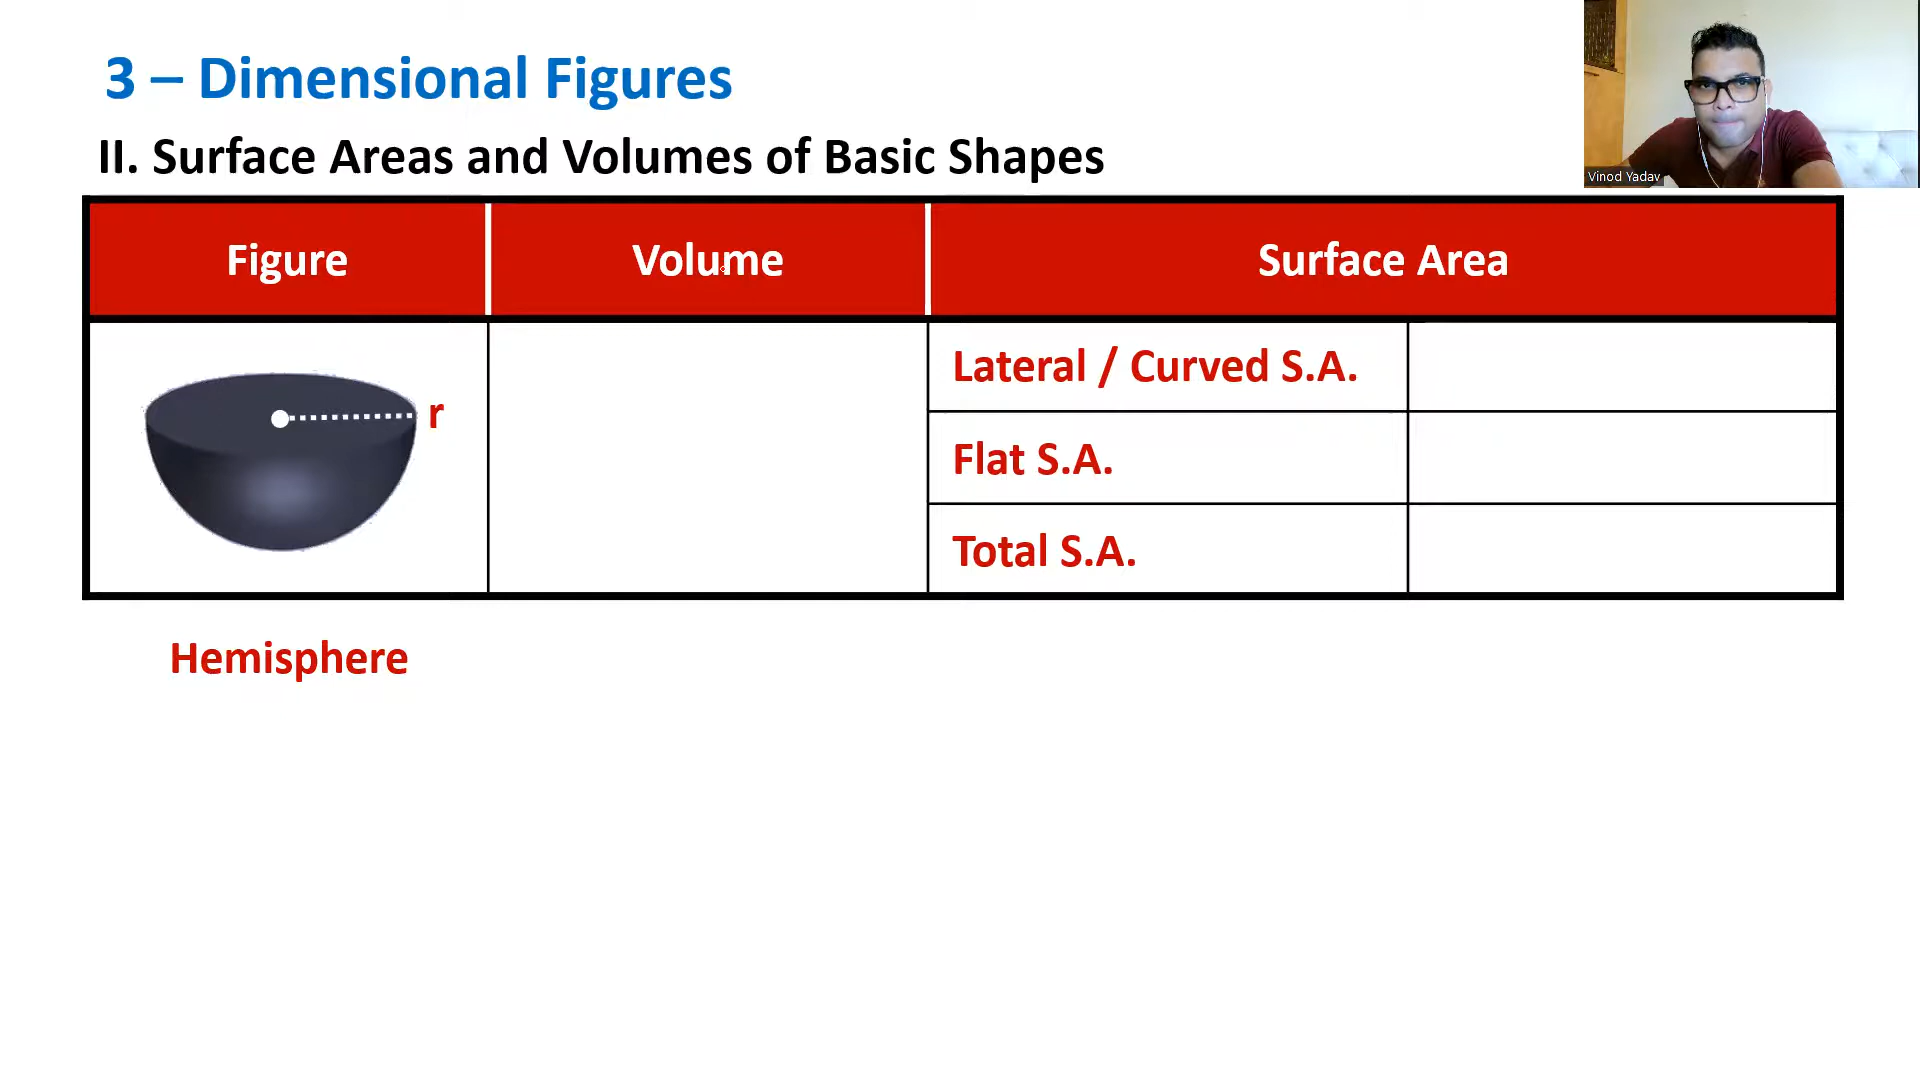 3 – Dimensional Figures
II. Surface Areas and Volumes of Basic Shapes
Vinod Yadav
Figure Volume Surface Area
r
Lateral / Curved S.A.
Flat S.A.
Total S.A.
Hemisphere